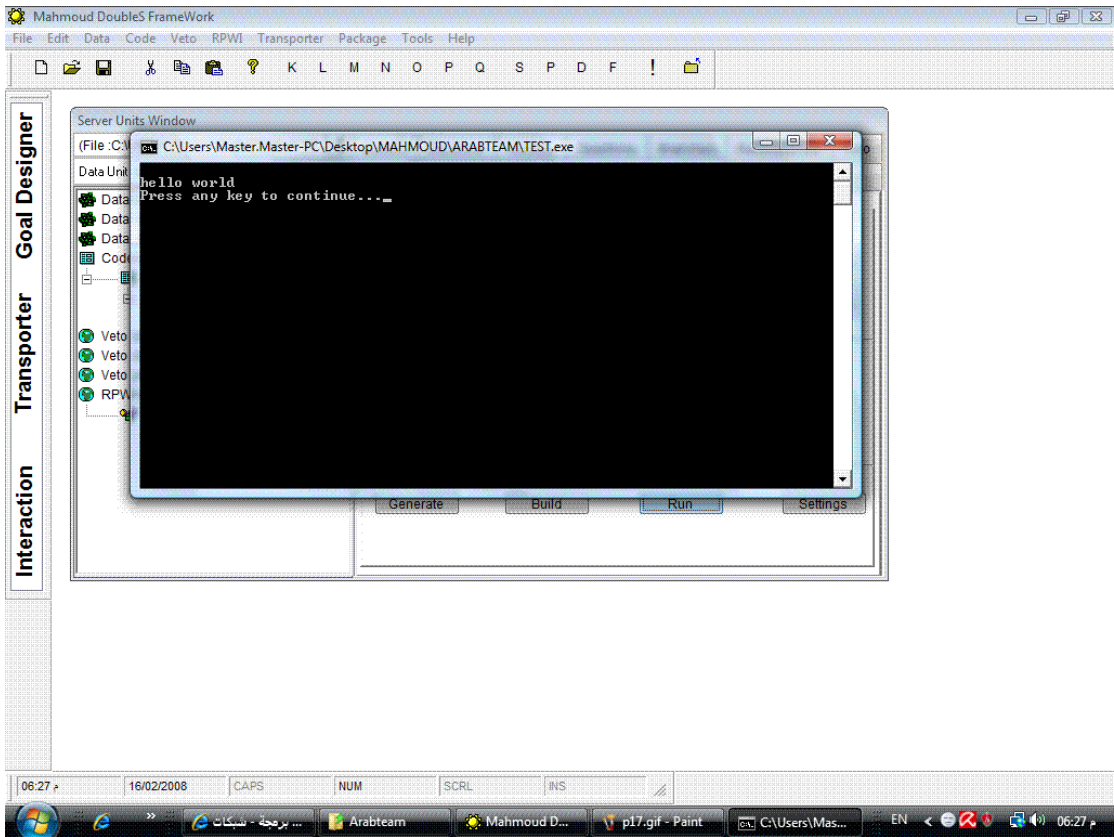 Mahmoud DoubleS FrameWork
File Edit Data Code Veto RPWI Transporter Package Tools Help
K L M N O P Q S P D F !
Goal Designer
Transporter
Interaction
Server Units Window
(File :C:\
C:\Users\Master.Master-PC\Desktop\MAHMOUD\ARABTEAM\TEST.exe
Data Unit
hello world
Press any key to continue..._
Data
Data
Data
Code
Veto
Veto
Veto
RPW
Generate Build Run Settings
06:27 م 16/02/2008 CAPS NUM SCRL INS
» برمجة - شبكات ... Arabteam Mahmoud D... p17.gif - Paint C:\Users\Mas... EN 06:27 م